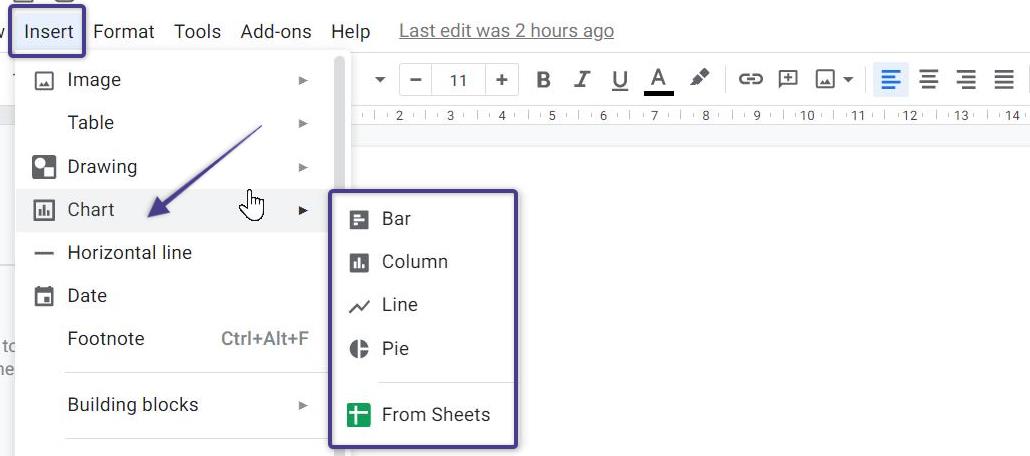 Insert Format Tools Add-ons Help Last edit was 2 hours ago
11 B I U A
2 3 4 5 6 7 8 9 10 11 12 13 14
Image
Table
Drawing
Chart
Horizontal line
Date
Footnote Ctrl+Alt+F
Building blocks
Bar
Column
Line
Pie
From Sheets